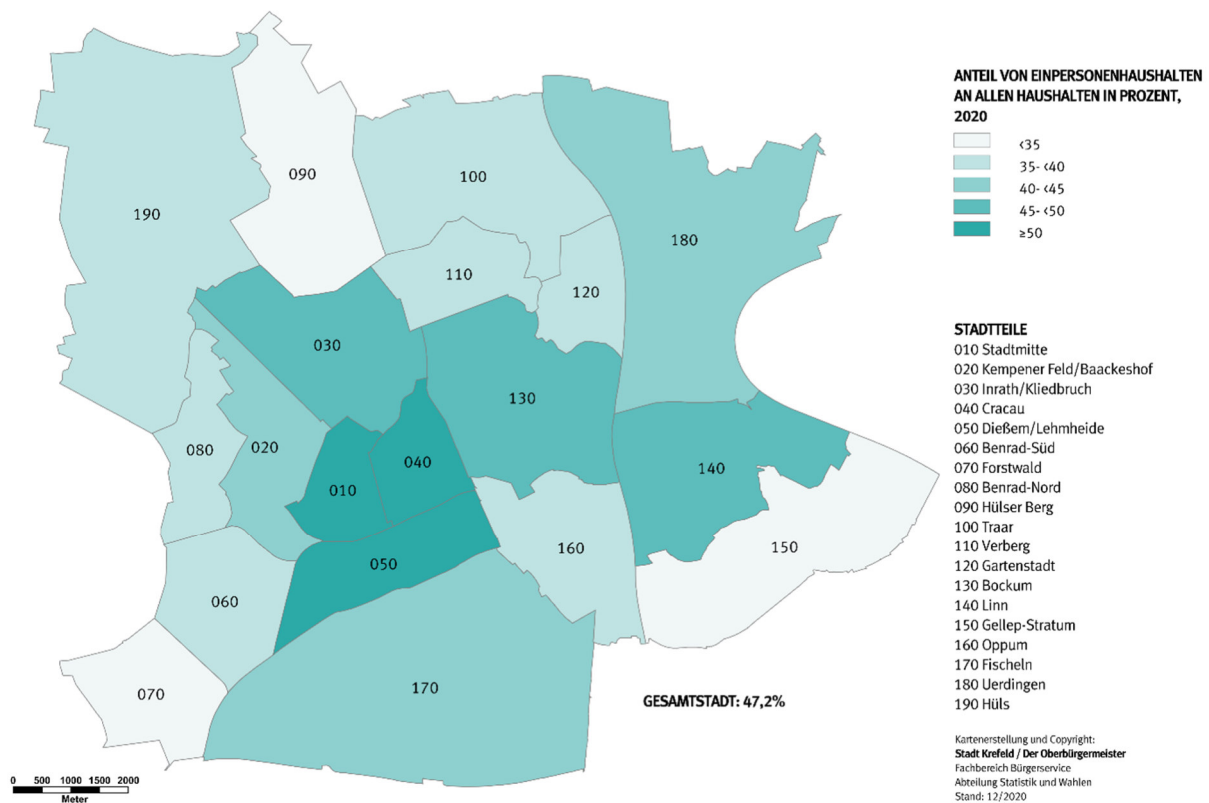 ANTEIL VON EINPERSONENHAUSHALTEN
AN ALLEN HAUSHALTEN IN PROZENT,
2020
<35
35- <40
40- <45
45- <50
≥50
090
100
190
180
110
120
030
130
080
020
040
140
010
150
160
050
060
070
170
GESAMTSTADT: 47,2%
STADTTEILE
010 Stadtmitte
020 Kempener Feld/Baackeshof
030 Inrath/Kliedbruch
040 Cracau
050 Dießem/Lehmheide
060 Benrad-Süd
070 Forstwald
080 Benrad-Nord
090 Hülser Berg
100 Traar
110 Verberg
120 Gartenstadt
130 Bockum
140 Linn
150 Gellep-Stratum
160 Oppum
170 Fischeln
180 Uerdingen
190 Hüls
Kartenerstellung und Copyright:
Stadt Krefeld / Der Oberbürgermeister
Fachbereich Bürgerservice
Abteilung Statistik und Wahlen
Stand: 12/2020
0 500 1000 1500 2000
Meter